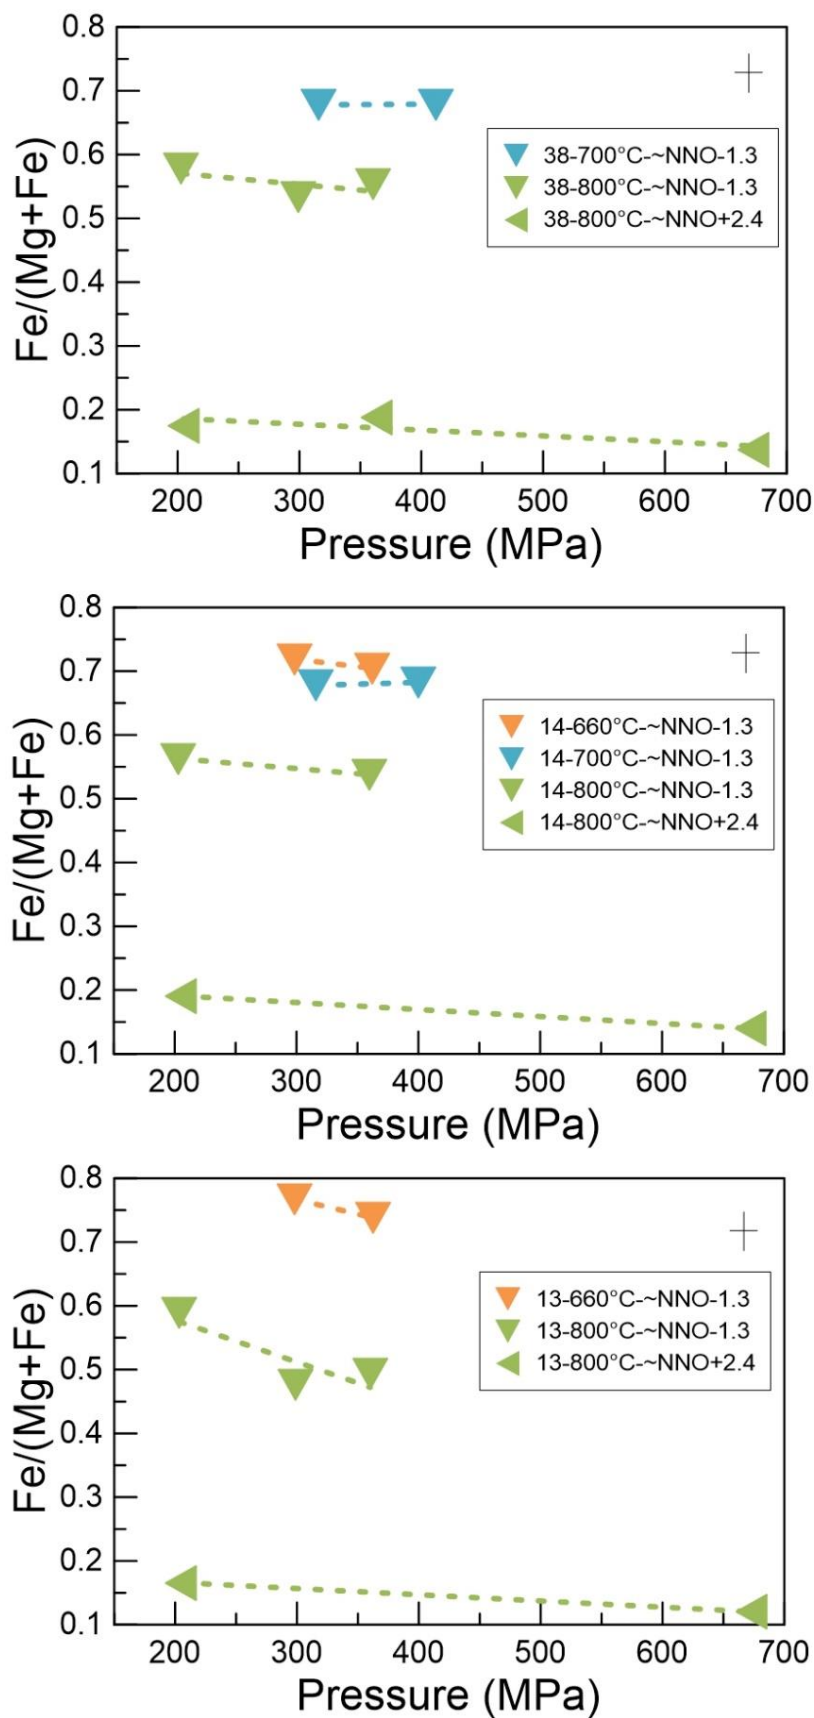 0.8
0.7
0.6
0.5
0.4
0.3
0.2
0.1
Fe/(Mg+Fe)
38-700°C-~NNO-1.3
38-800°C-~NNO-1.3
38-800°C-~NNO+2.4
200 300 400 500 600 700
Pressure (MPa)
0.8
0.7
0.6
0.5
0.4
0.3
0.2
0.1
Fe/(Mg+Fe)
14-660°C-~NNO-1.3
14-700°C-~NNO-1.3
14-800°C-~NNO-1.3
14-800°C-~NNO+2.4
200 300 400 500 600 700
Pressure (MPa)
0.8
0.7
0.6
0.5
0.4
0.3
0.2
0.1
Fe/(Mg+Fe)
13-660°C-~NNO-1.3
13-800°C-~NNO-1.3
13-800°C-~NNO+2.4
200 300 400 500 600 700
Pressure (MPa)